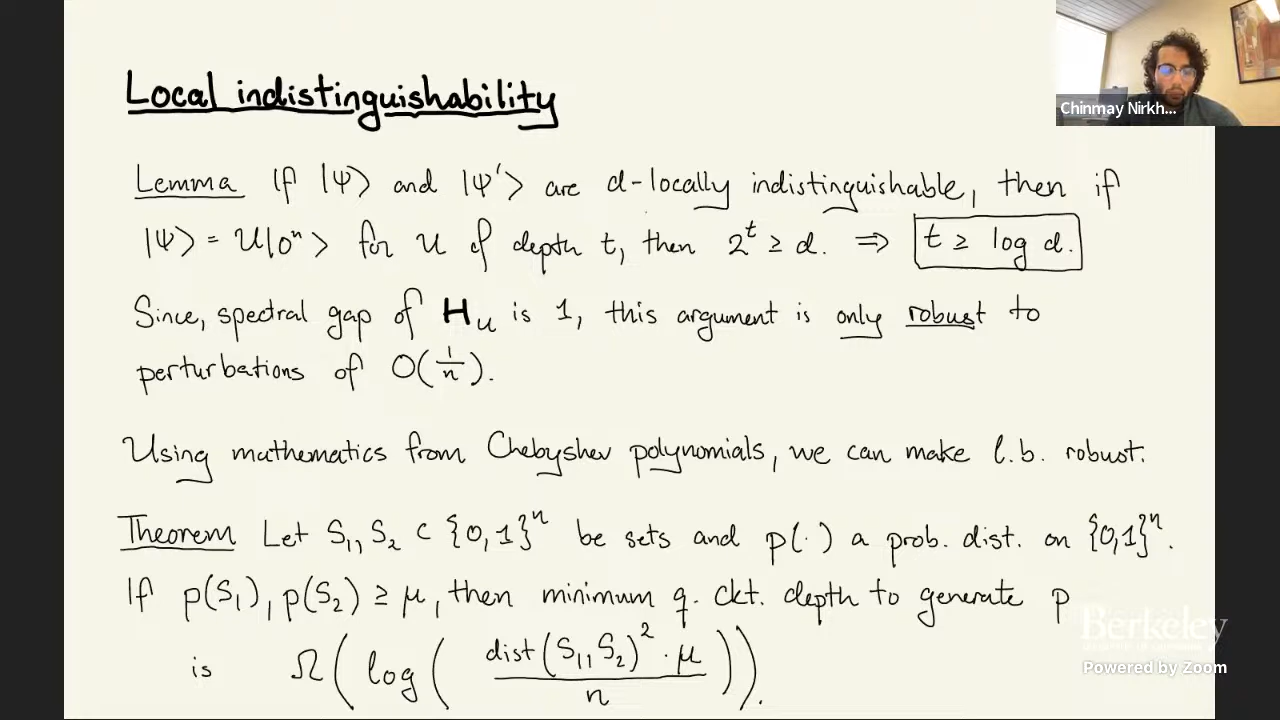 Local indistinguishability
Chinmay Nirkh...
Lemma If |Ψ⟩ and |Ψ'⟩ are d-locally indistinguishable, then if
|Ψ⟩ = U|0ⁿ⟩ for U of depth t, then 2ᵗ ≥ d. ⇒ t ≥ log d.
Since, spectral gap of H_u is 1, this argument is only robust to
perturbations of O(1/n).
Using mathematics from Chebyshev polynomials, we can make l.b. robust.
Theorem Let S₁, S₂ ⊂ {0,1}ⁿ be sets and p(·) a prob. dist. on {0,1}ⁿ.
If p(S₁), p(S₂) ≥ μ, then minimum q. ckt. depth to generate p
is Ω(log(dist(S₁,S₂)²·μ / n)).
Berkeley
Powered by Zoom